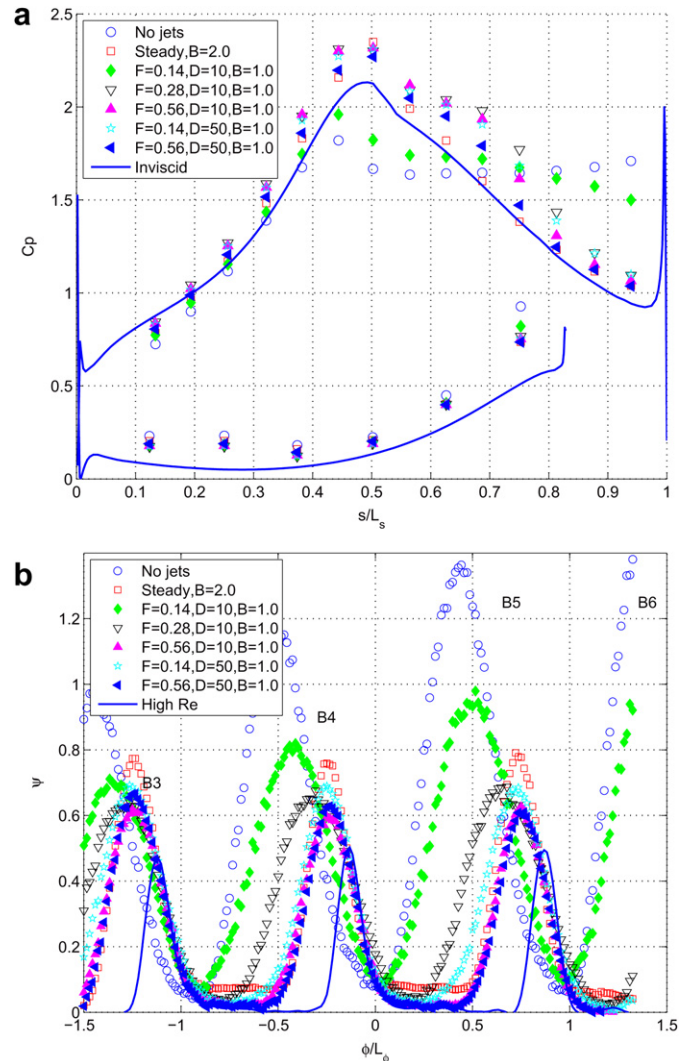 a
2.5
2
1.5
1
0.5
0
Cp
No jets
Steady,B=2.0
F=0.14,D=10,B=1.0
F=0.28,D=10,B=1.0
F=0.56,D=10,B=1.0
F=0.14,D=50,B=1.0
F=0.56,D=50,B=1.0
Inviscid
0 0.1 0.2 0.3 0.4 0.5 0.6 0.7 0.8 0.9 1
s/Ls
b
1.2
1
0.8
0.6
0.4
0.2
0
ψ
No jets
Steady,B=2.0
F=0.14,D=10,B=1.0
F=0.28,D=10,B=1.0
F=0.56,D=10,B=1.0
F=0.14,D=50,B=1.0
F=0.56,D=50,B=1.0
High Re
B3
B4
B5
B6
−1.5 −1 −0.5 0 0.5 1 1.5
ϕ/Lϕ